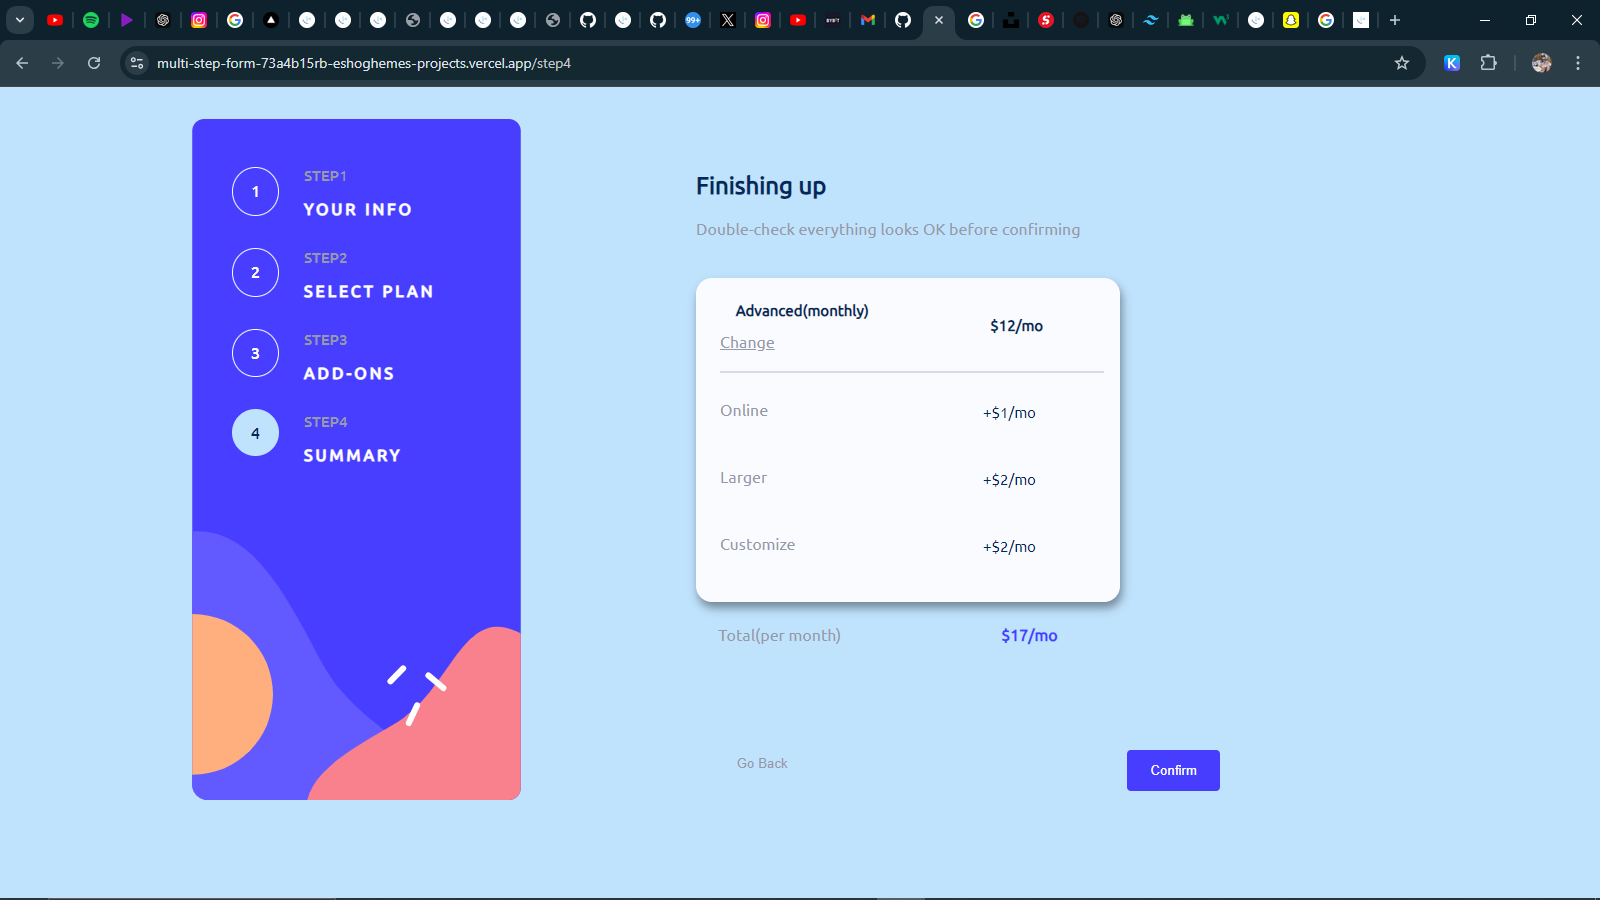 99+
BYBIT
multi-step-form-73a4b15rb-eshoghemes-projects.vercel.app/step4
K
1
STEP1
YOUR INFO
2
STEP2
SELECT PLAN
3
STEP3
ADD-ONS
4
STEP4
SUMMARY
Finishing up
Double-check everything looks OK before confirming
Advanced(monthly)
$12/mo
Change
Online
+$1/mo
Larger
+$2/mo
Customize
+$2/mo
Total(per month)
$17/mo
Go Back
Confirm